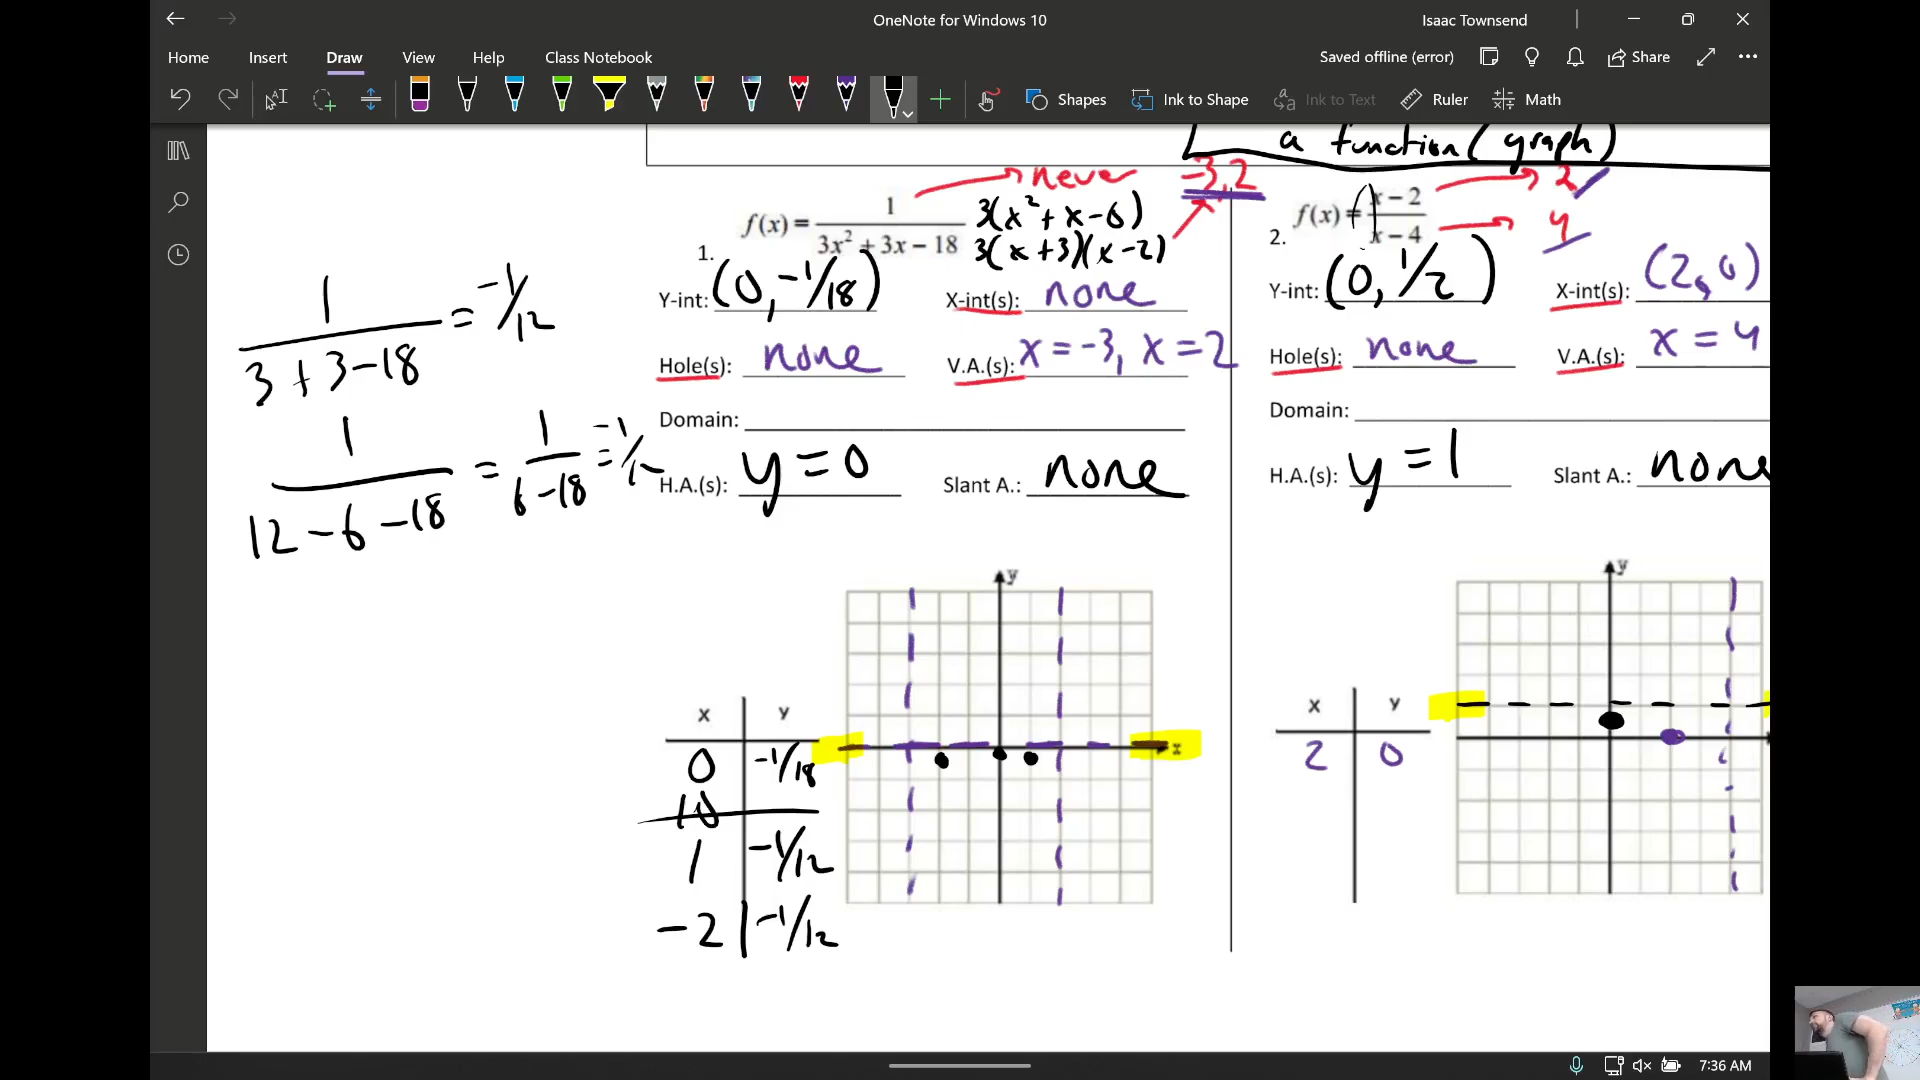 OneNote for Windows 10
Isaac Townsend
Home Insert Draw View Help Class Notebook
Saved offline (error) Share
Shapes Ink to Shape Ink to Text Ruler Math
a function (graph)
never -3, 2
1. f(x) = 1 / 3x² + 3x − 18
3(x² + x - 6)
3(x+3)(x-2)
Y-int: (0, -1/18) X-int(s): none
Hole(s): none V.A.(s): x = -3, x = 2
Domain:
H.A.(s): y = 0 Slant A.: none
1 / 3 + 3 - 18 = -1/12
1 / 12 - 6 - 18 = 1 / 6 - 18 =
x y
0 -1/18
10
1 -1/12
-2 -1/12
y
x
2. f(x) = x − 2 / x − 4
2
4
Y-int: (0, 1/2) X-int(s): (2, 0)
Hole(s): none V.A.(s): x = 4
Domain:
H.A.(s): y = 1 Slant A.: none
x y
2 0
y
7:36 AM